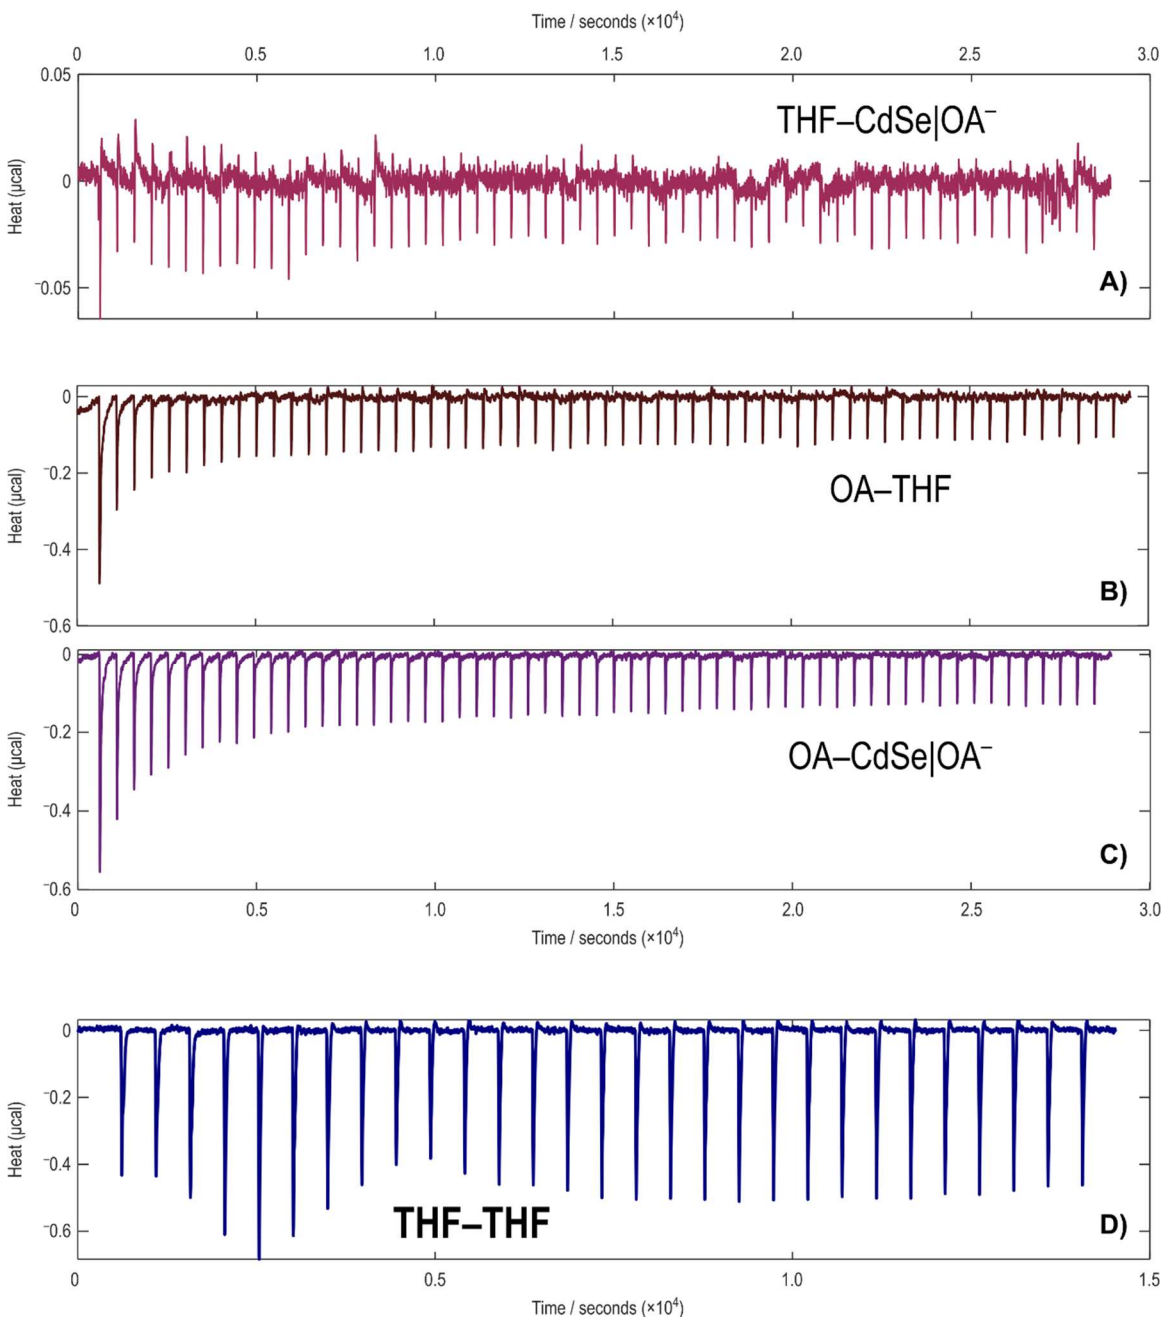 Time / seconds (×10⁴)
0 0.5 1.0 1.5 2.0 2.5 3.0
0.05
THF–CdSe|OA⁻
0
Heat (µcal)
⁻0.05
A)
0
⁻0.2
OA–THF
Heat (µcal)
⁻0.4
B)
⁻0.6
0
⁻0.2
OA–CdSe|OA⁻
Heat (µcal)
⁻0.4
C)
⁻0.6
0 0.5 1.0 1.5 2.0 2.5 3.0
Time / seconds (×10⁴)
0
⁻0.2
Heat (µcal)
⁻0.4
THF–THF
D)
⁻0.6
0 0.5 1.0 1.5
Time / seconds (×10⁴)